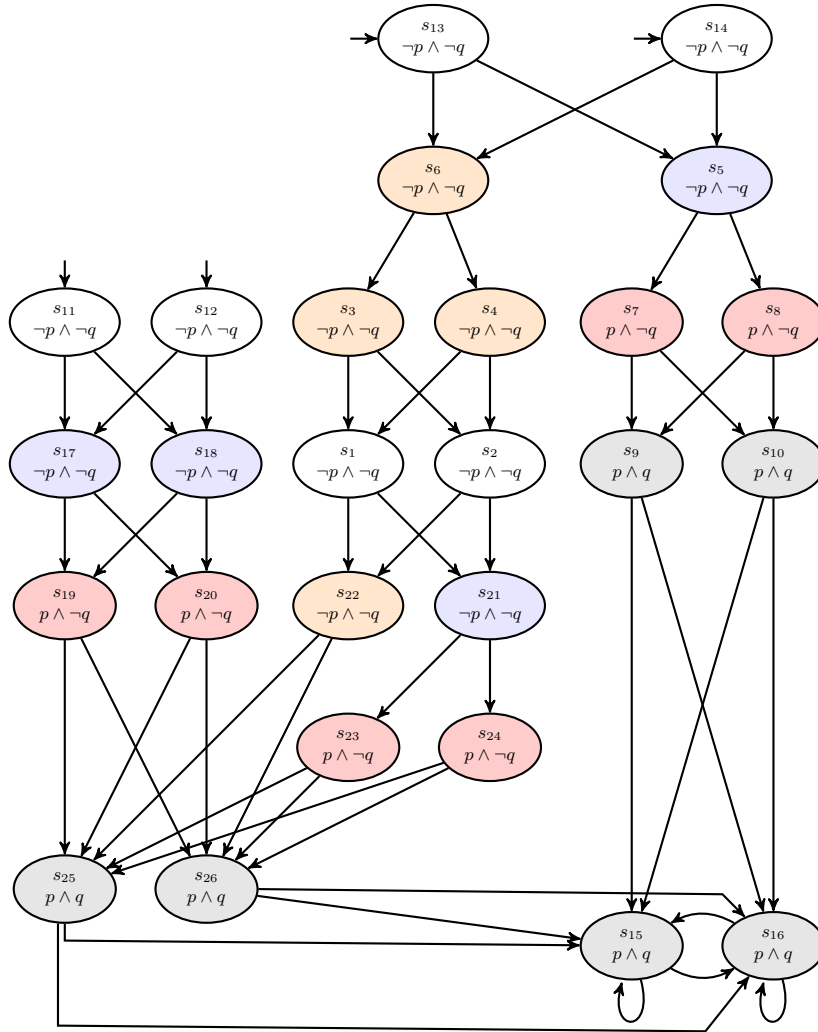 s₁₃
¬p ∧ ¬q
s₁₄
¬p ∧ ¬q
s₆
¬p ∧ ¬q
s₅
¬p ∧ ¬q
s₁₁
¬p ∧ ¬q
s₁₂
¬p ∧ ¬q
s₃
¬p ∧ ¬q
s₄
¬p ∧ ¬q
s₇
p ∧ ¬q
s₈
p ∧ ¬q
s₁₇
¬p ∧ ¬q
s₁₈
¬p ∧ ¬q
s₁
¬p ∧ ¬q
s₂
¬p ∧ ¬q
s₉
p ∧ q
s₁₀
p ∧ q
s₁₉
p ∧ ¬q
s₂₀
p ∧ ¬q
s₂₂
¬p ∧ ¬q
s₂₁
¬p ∧ ¬q
s₂₃
p ∧ ¬q
s₂₄
p ∧ ¬q
s₂₅
p ∧ q
s₂₆
p ∧ q
s₁₅
p ∧ q
s₁₆
p ∧ q